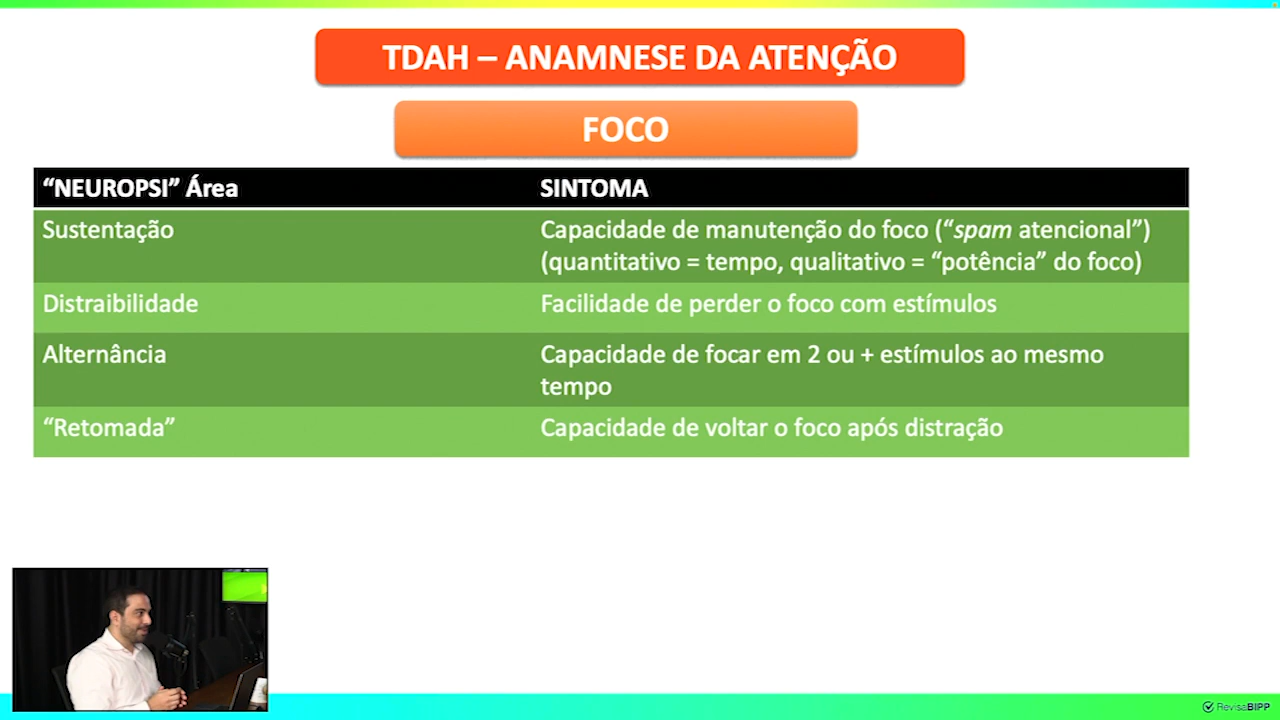 TDAH – ANAMNESE DA ATENÇÃO
FOCO
“NEUROPSI” Área
SINTOMA
Sustentação
Capacidade de manutenção do foco (“spam atencional”)
(quantitativo = tempo, qualitativo = “potência” do foco)
Distraibilidade
Facilidade de perder o foco com estímulos
Alternância
Capacidade de focar em 2 ou + estímulos ao mesmo
tempo
“Retomada”
Capacidade de voltar o foco após distração
RevisaBIPP